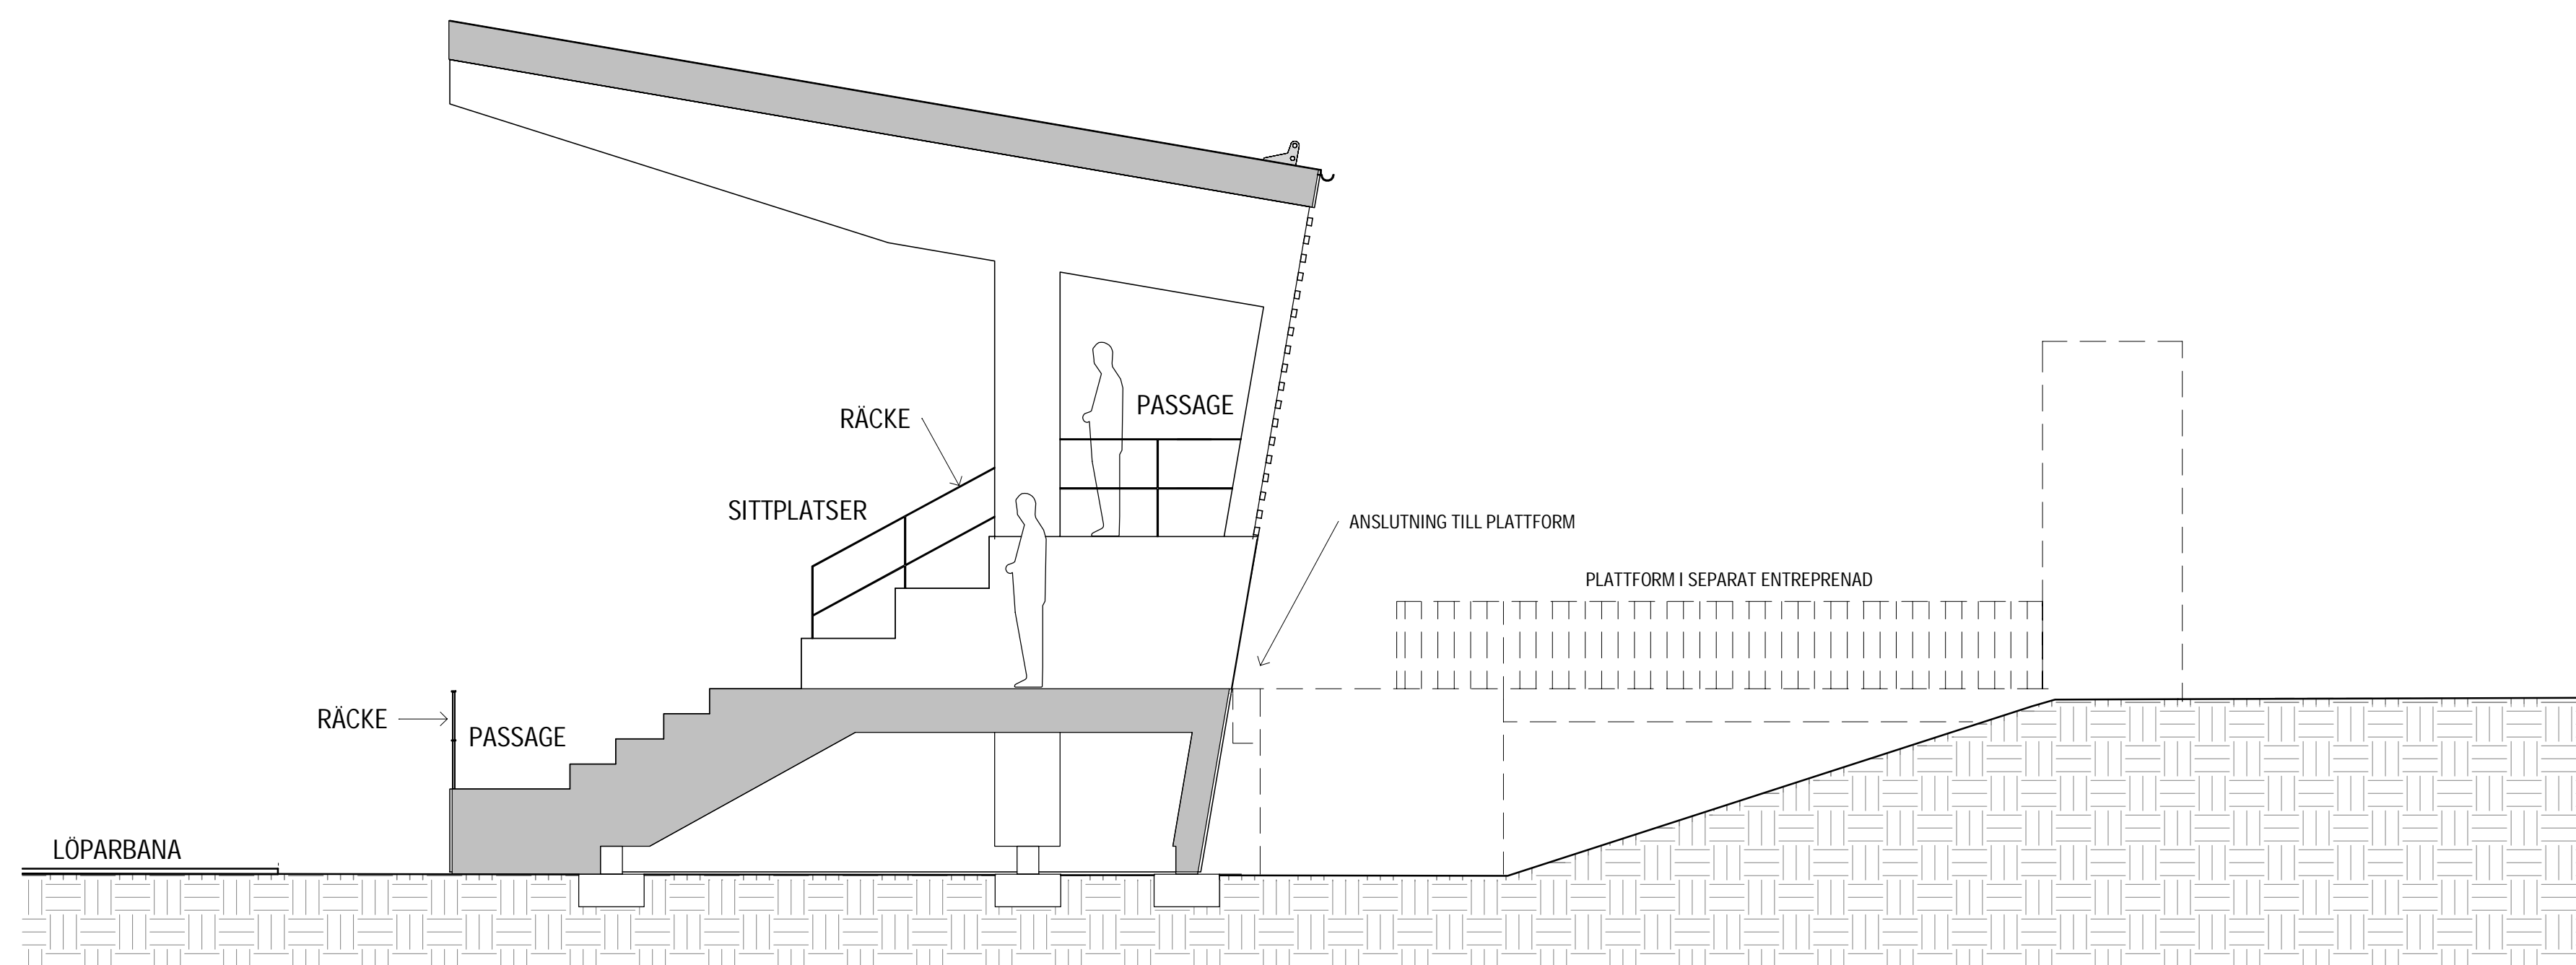 PASSAGE
RÄCKE
SITTPLATSER
ANSLUTNING TILL PLATTFORM
PLATTFORM I SEPARAT ENTREPRENAD
RÄCKE
PASSAGE
LÖPARBANA